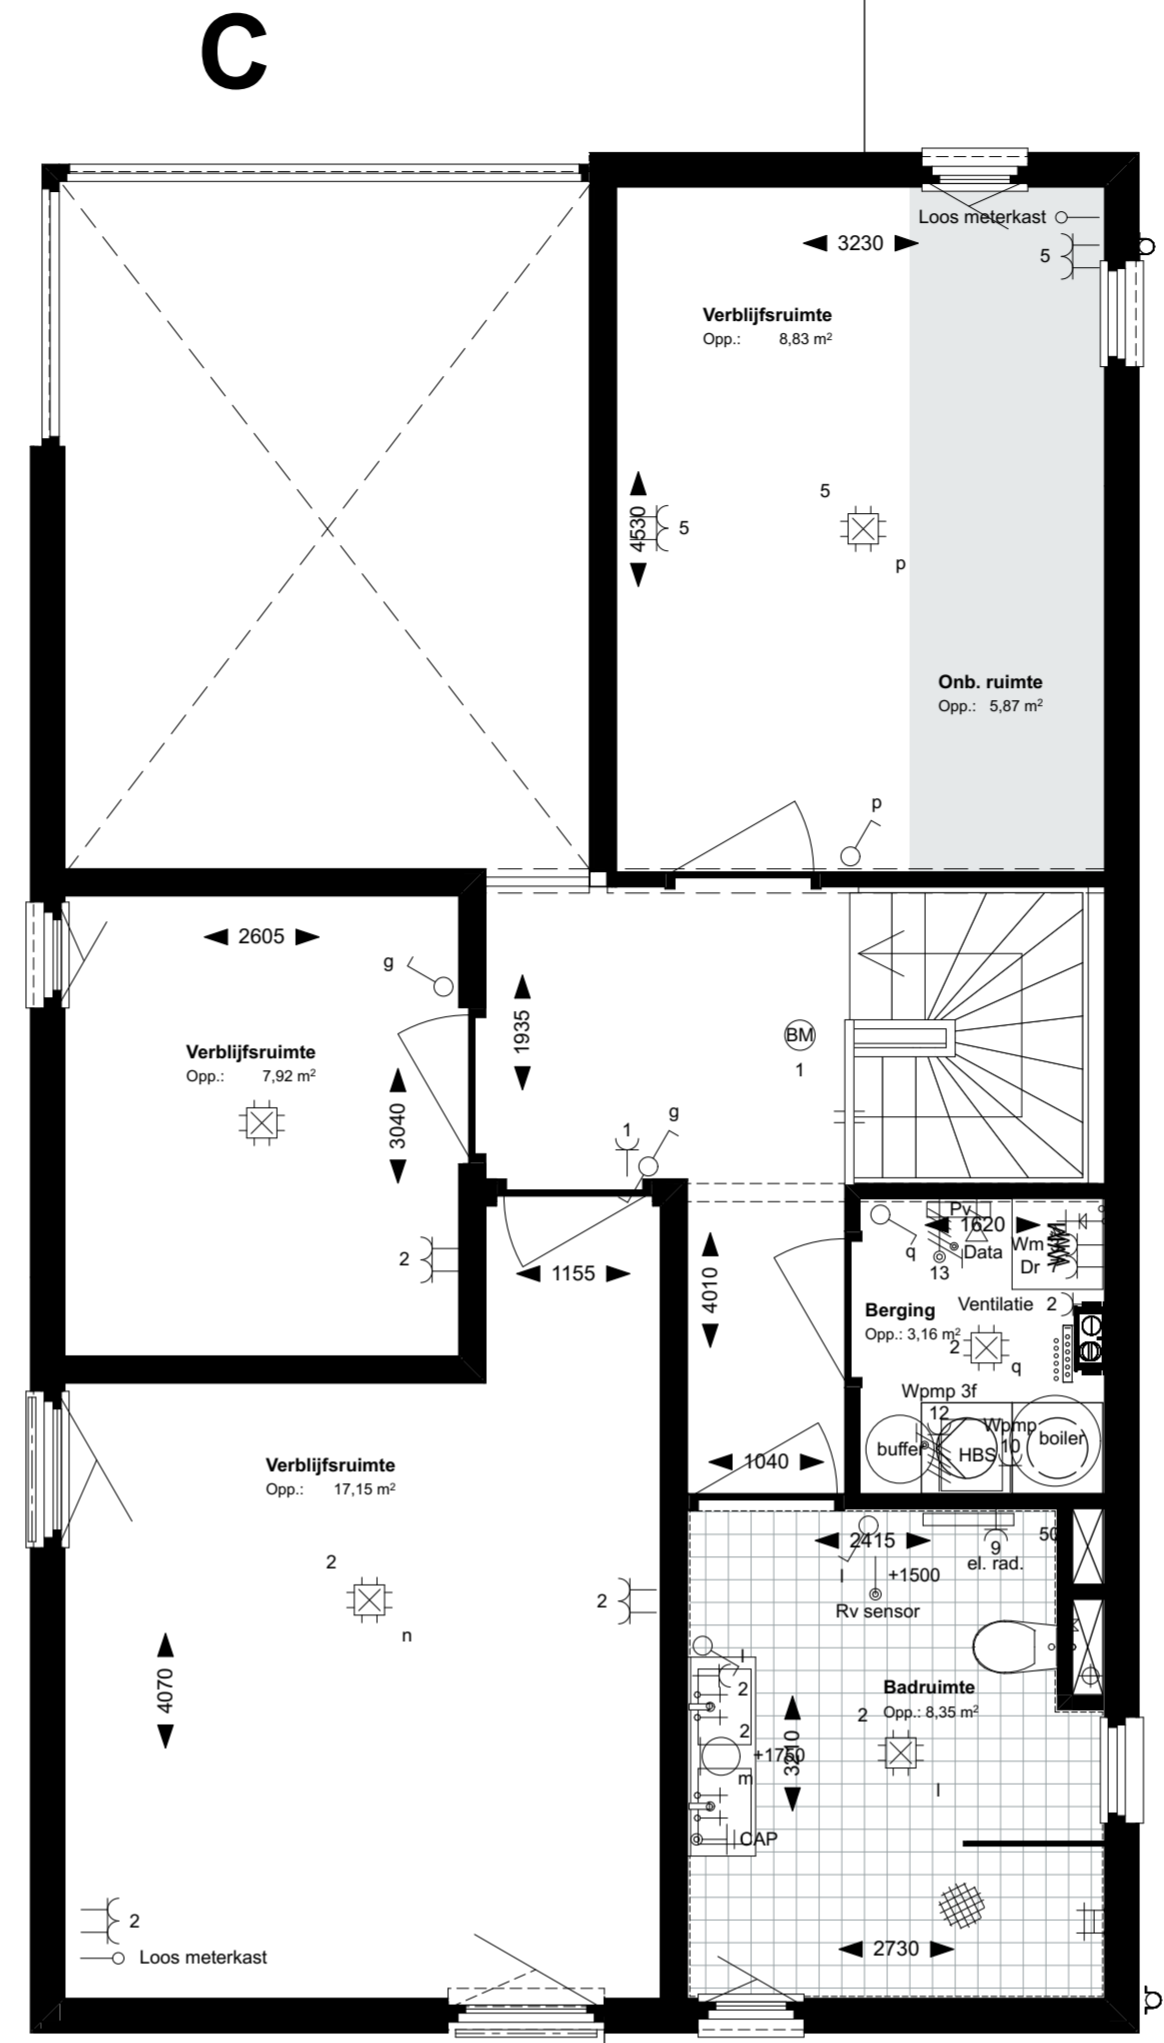 C
Loos meterkast
3230
5
Verblijfsruimte
Opp.: 8,83 m²
5
4530
5
p
Onb. ruimte
Opp.: 5,87 m²
p
2605
g
1935
BM
1
Verblijfsruimte
Opp.: 7,92 m²
3040
g
1
Pv
1620
q
Data
Wm
Dr
13
2
1155
4010
Berging
Opp.: 3,16 m²
Ventilatie 2
2
q
Wpmp 3f
12
Wpmp
10
buffer
HBS
boiler
Verblijfsruimte
Opp.: 17,15 m²
1040
2415
50
9
el. rad.
l
+1500
Rv sensor
2
n
2
4070
l
2
Badruimte
Opp.: 8,35 m²
2
2
+1750
3210
m
l
CAP
2
Loos meterkast
2730